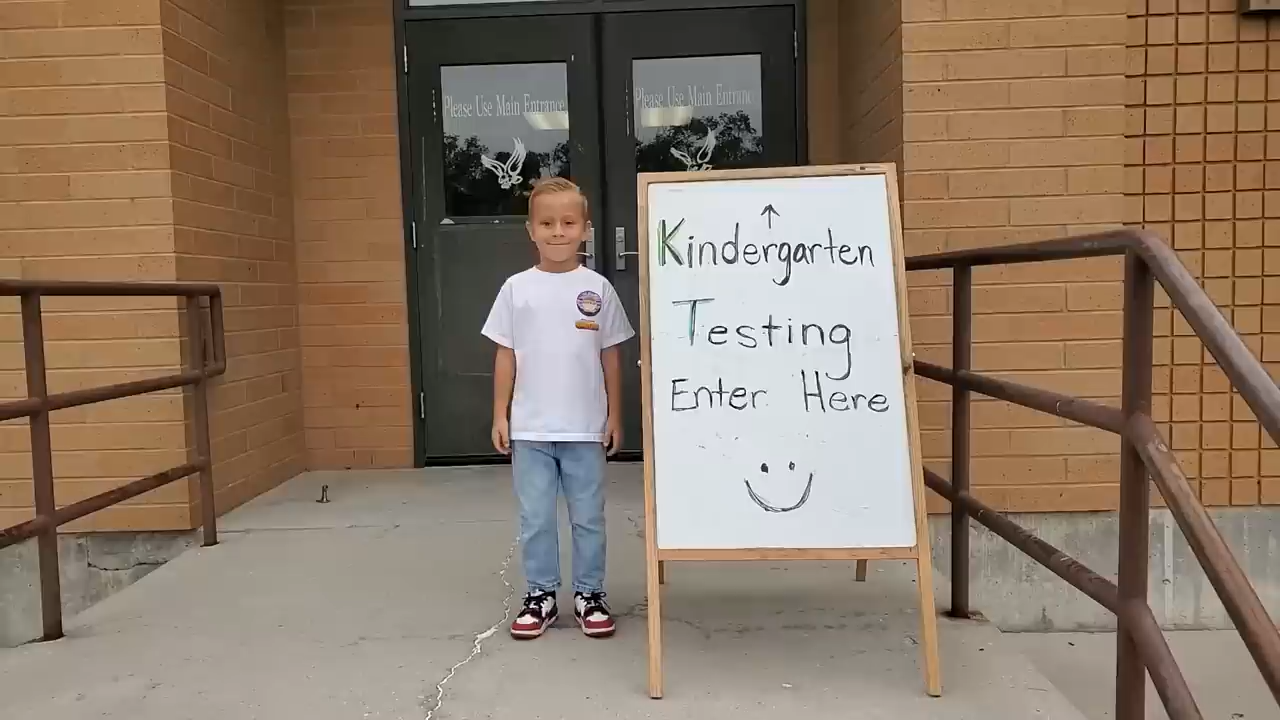 Please Use Main Entrance
Please Use Main Entrance
↑
Kindergarten
Testing
Enter Here